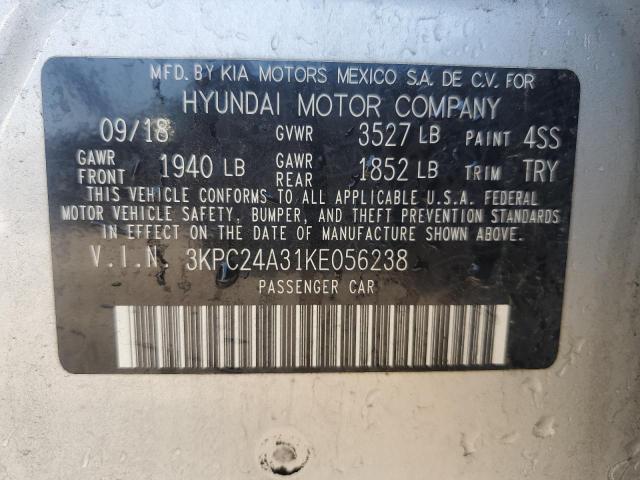 MFD. BY KIA MOTORS MEXICO S.A. DE C.V. FOR
HYUNDAI MOTOR COMPANY
09/18 GVWR 3527 LB PAINT 4SS
GAWR FRONT 1940 LB GAWR REAR 1852 LB TRIM TRY
THIS VEHICLE CONFORMS TO ALL APPLICABLE U.S.A. FEDERAL
MOTOR VEHICLE SAFETY, BUMPER, AND THEFT PREVENTION STANDARDS
IN EFFECT ON THE DATE OF MANUFACTURE SHOWN ABOVE.
V.I.N. 3KPC24A31KE056238
PASSENGER CAR